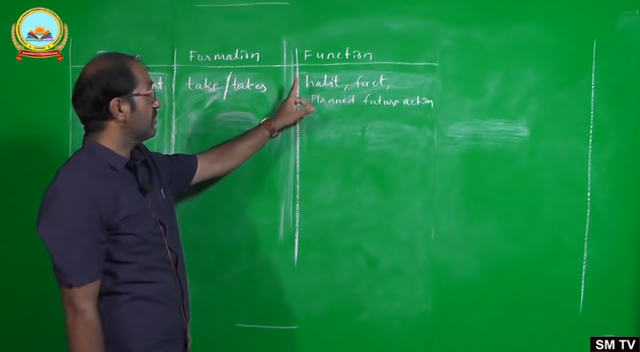 Formation
Function
take/takes
habit, fact,
Planned future action
SM TV